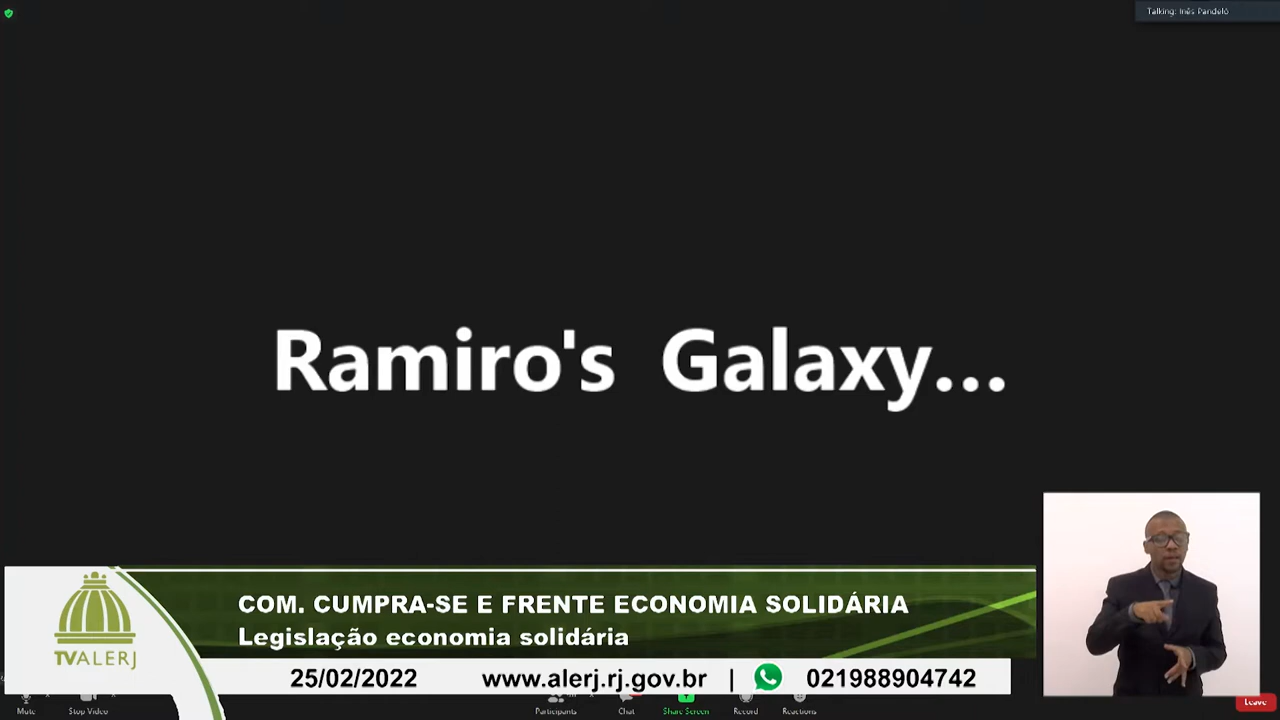 Talking: Inês Pandeló
Ramiro's Galaxy...
COM. CUMPRA-SE E FRENTE ECONOMIA SOLIDÁRIA
Legislação economia solidária
TVALERJ
25/02/2022 www.alerj.rj.gov.br | 021988904742
Mute Stop Video Participants Chat Share Screen Record Reactions Leave